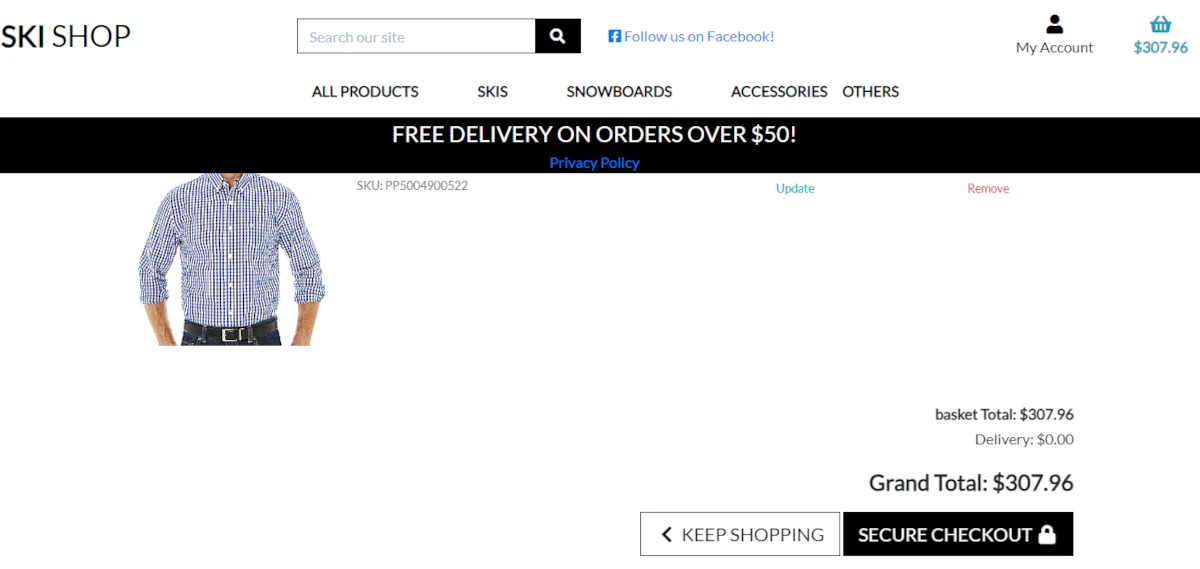 SKI SHOP
Search our site
Follow us on Facebook!
My Account
$307.96
ALL PRODUCTS SKIS SNOWBOARDS ACCESSORIES OTHERS
FREE DELIVERY ON ORDERS OVER $50!
Privacy Policy
SKU: PP5004900522 Update Remove
basket Total: $307.96
Delivery: $0.00
Grand Total: $307.96
KEEP SHOPPING SECURE CHECKOUT